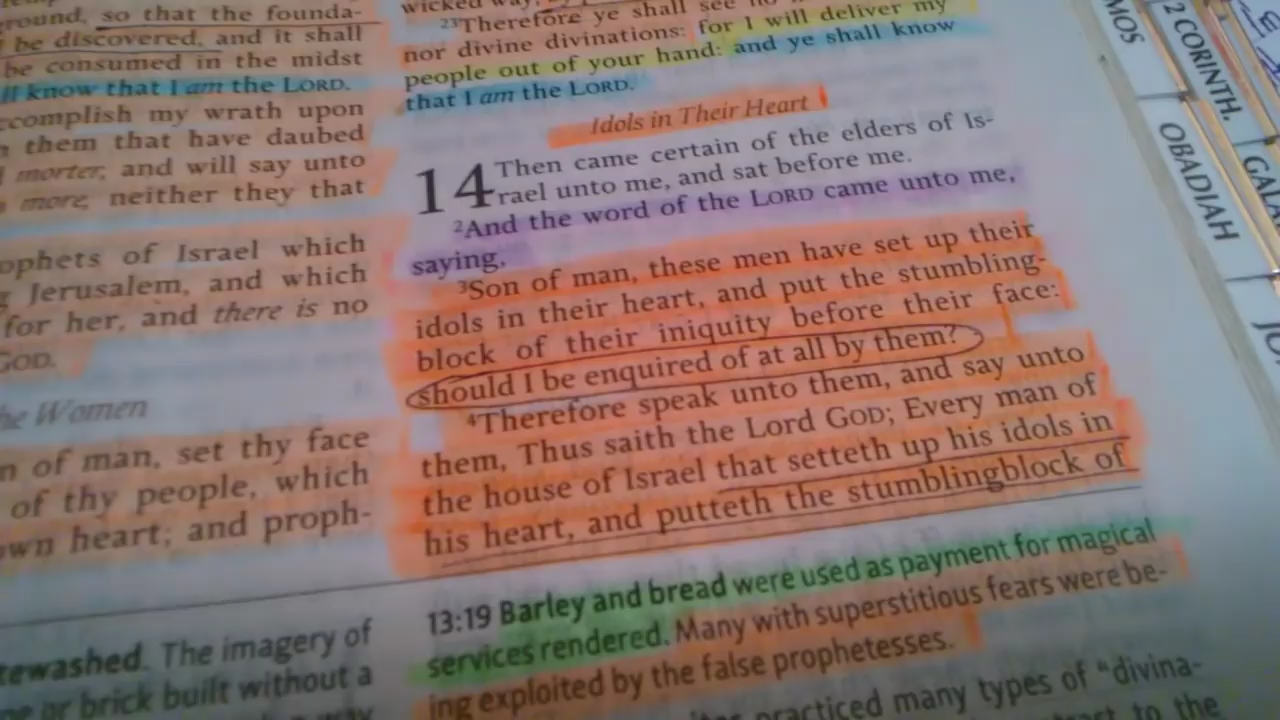 round, so that the founda-
be discovered, and it shall
be consumed in the midst
know that I am the LORD.
ccomplish my wrath upon
them that have daubed
morter, and will say unto
more, neither they that
ophets of Israel which
Jerusalem, and which
for her, and there is no
GOD.
he Women
n of man, set thy face
of thy people, which
own heart; and proph-
tewashed. The imagery of
ne or brick built without a
wicked way,
23Therefore ye shall see no
nor divine divinations: for I will deliver my
people out of your hand: and ye shall know
that I am the LORD.
Idols in Their Heart
14 Then came certain of the elders of Is-
rael unto me, and sat before me.
2And the word of the LORD came unto me,
saying,
3Son of man, these men have set up their
idols in their heart, and put the stumbling-
block of their iniquity before their face:
should I be enquired of at all by them?
4Therefore speak unto them, and say unto
them, Thus saith the Lord GOD; Every man of
the house of Israel that setteth up his idols in
his heart, and putteth the stumblingblock of
13:19 Barley and bread were used as payment for magical
services rendered. Many with superstitious fears were be-
ing exploited by the false prophetesses.
practiced many types of "divina-
to the
MOS
2 CORINTH.
OBADIAH
GALA
JO